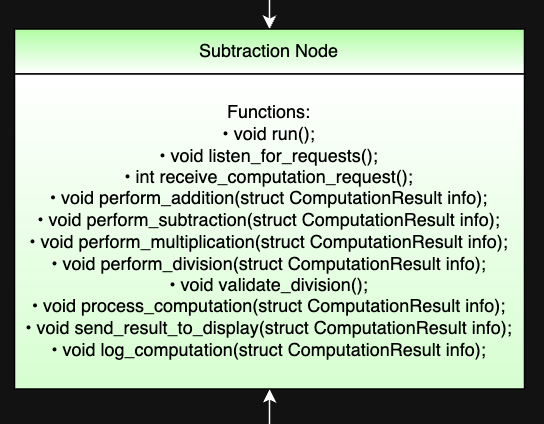 Subtraction Node
Functions:
• void run();
• void listen_for_requests();
• int receive_computation_request();
• void perform_addition(struct ComputationResult info);
• void perform_subtraction(struct ComputationResult info);
• void perform_multiplication(struct ComputationResult info);
• void perform_division(struct ComputationResult info);
• void validate_division();
• void process_computation(struct ComputationResult info);
• void send_result_to_display(struct ComputationResult info);
• void log_computation(struct ComputationResult info);